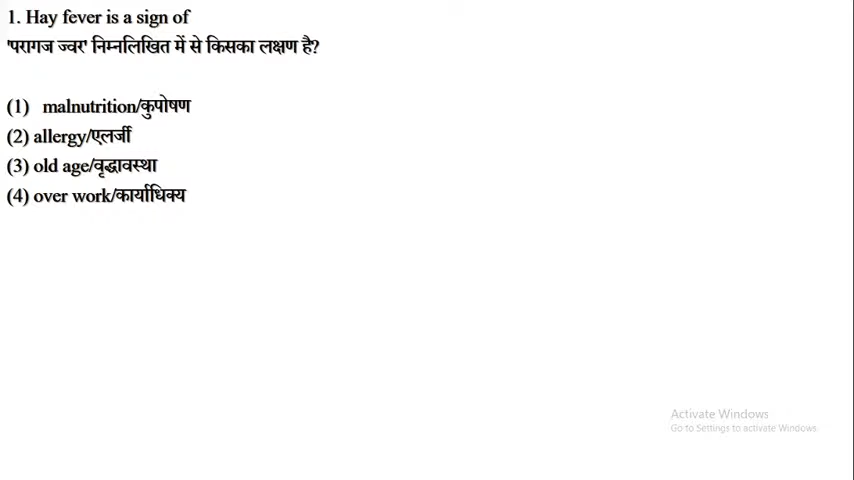 1. Hay fever is a sign of
'परागज ज्वर' निम्नलिखित में से किसका लक्षण है?
(1) malnutrition/कुपोषण
(2) allergy/एलर्जी
(3) old age/वृद्धावस्था
(4) over work/कार्याधिक्य
Activate Windows
Go to Settings to activate Windows.